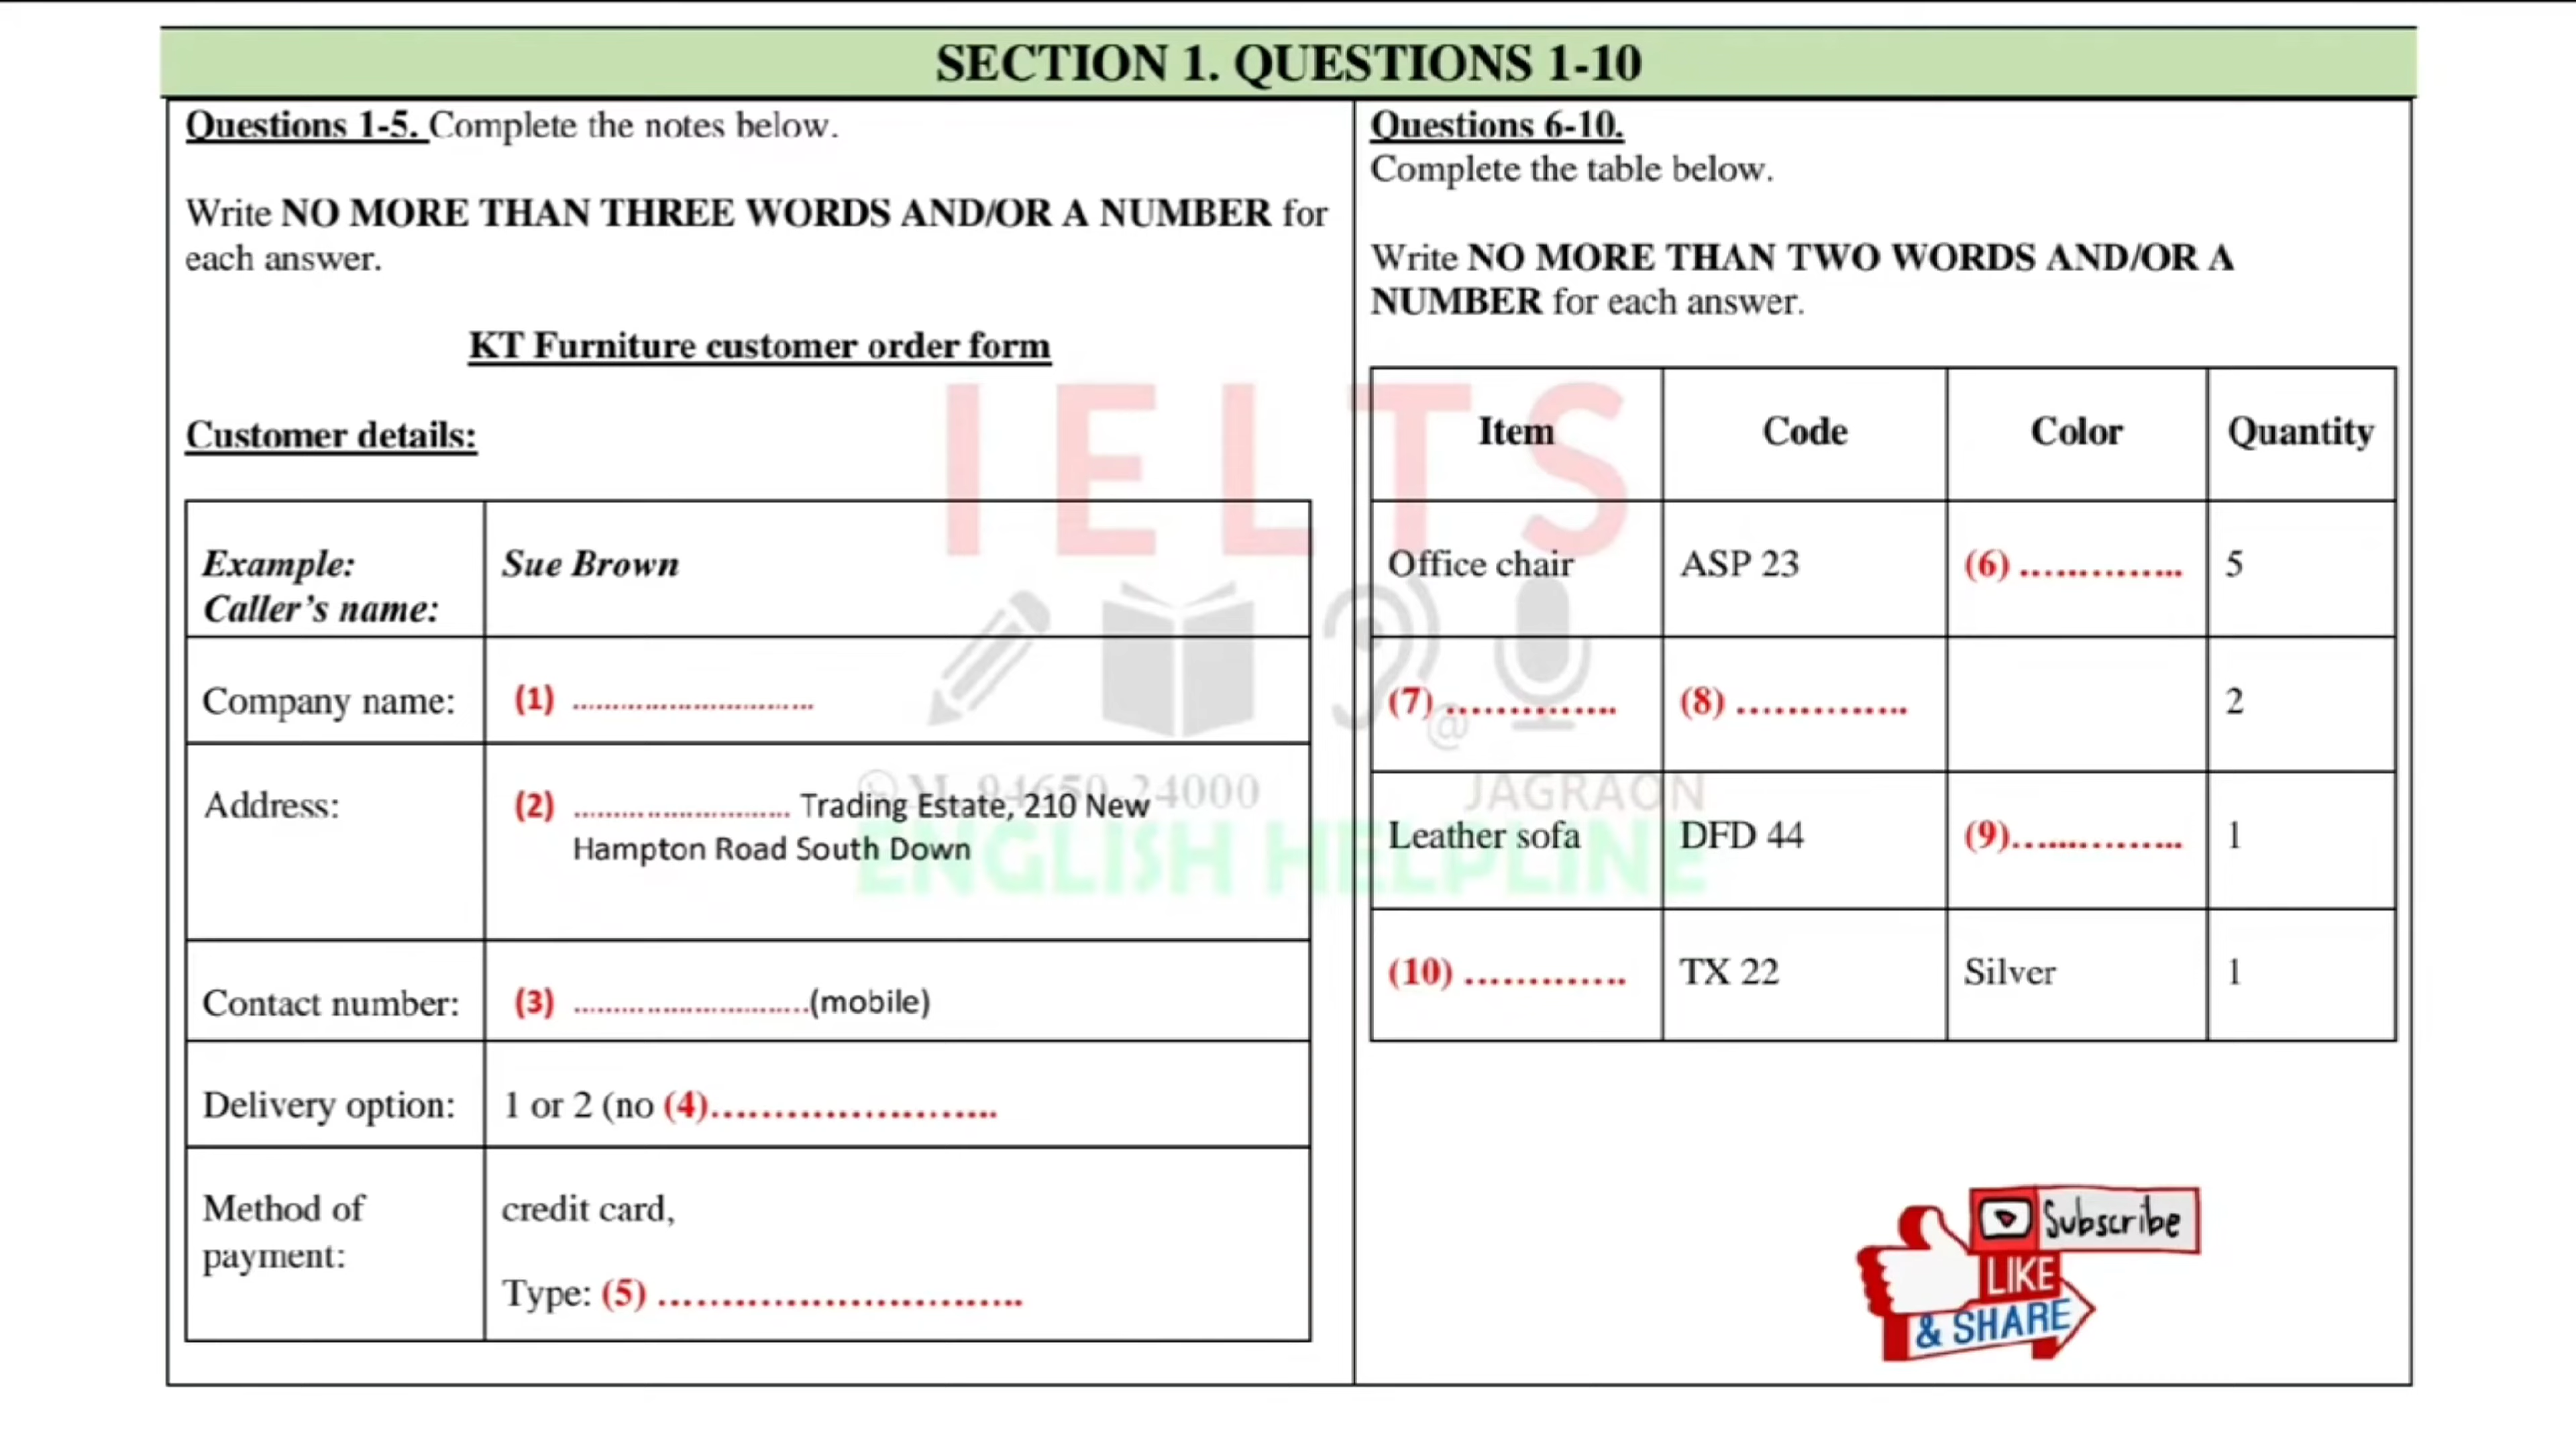 SECTION 1. QUESTIONS 1-10
Questions 1-5. Complete the notes below.
Write NO MORE THAN THREE WORDS AND/OR A NUMBER for
each answer.
KT Furniture customer order form
Customer details:
Example:
Caller's name:
Sue Brown
Company name:
(1) ..............................
Address:
(2) ........................... Trading Estate, 210 New
Hampton Road South Down
Contact number:
(3) .............................(mobile)
Delivery option:
1 or 2 (no (4)..........................
Method of
payment:
credit card,
Type: (5) ................................
Questions 6-10.
Complete the table below.
Write NO MORE THAN TWO WORDS AND/OR A
NUMBER for each answer.
Item Code Color Quantity
Office chair ASP 23 (6) ............... 5
(7) ............... (8) ............... 2
Leather sofa DFD 44 (9)................ 1
(10) .............. TX 22 Silver 1
IELTS
@
M. 94650-24000 JAGRAON
ENGLISH HELPLINE
Subscribe
LIKE
& SHARE